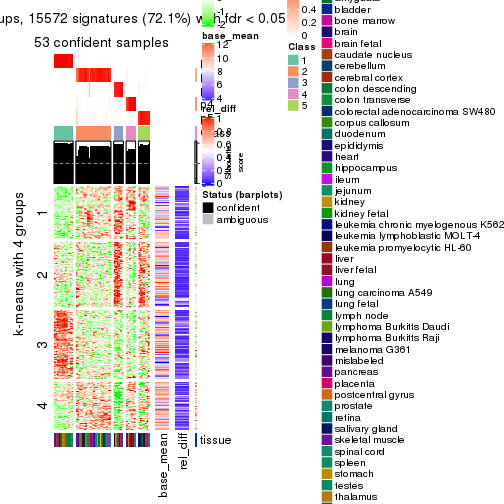 ups, 15572 signatures (72.1%) with fdr < 0.05
53 confident samples
base_mean
12
10
8
6
4
rel_diff
0.8
0.6
0.4
0.2
0
Status (barplots)
confident
ambiguous
0.4
0.2
0
Class
1
2
3
4
5
score
k-means with 4 groups
1
2
3
4
tissue
base_mean
rel_diff
bladder
bone marrow
brain
brain fetal
caudate nucleus
cerebellum
cerebral cortex
colon descending
colon transverse
colorectal adenocarcinoma SW480
corpus callosum
duodenum
epididymis
heart
hippocampus
ileum
jejunum
kidney
kidney fetal
leukemia chronic myelogenous K562
leukemia lymphoblastic MOLT-4
leukemia promyelocytic HL-60
liver
liver fetal
lung
lung carcinoma A549
lung fetal
lymph node
lymphoma Burkitts Daudi
lymphoma Burkitts Raji
melanoma G361
mislabeled
pancreas
placenta
postcentral gyrus
prostate
retina
salivary gland
skeletal muscle
spinal cord
spleen
stomach
testes
thalamus